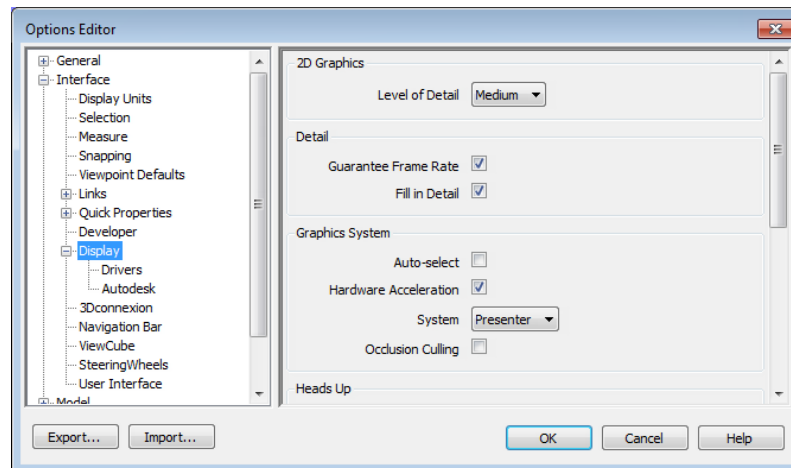 Options Editor
General
Interface
Display Units
Selection
Measure
Snapping
Viewpoint Defaults
Links
Quick Properties
Developer
Display
Drivers
Autodesk
3Dconnexion
Navigation Bar
ViewCube
SteeringWheels
User Interface
Model
2D Graphics
Level of Detail Medium
Detail
Guarantee Frame Rate
Fill in Detail
Graphics System
Auto-select
Hardware Acceleration
System Presenter
Occlusion Culling
Heads Up
Export... Import... OK Cancel Help